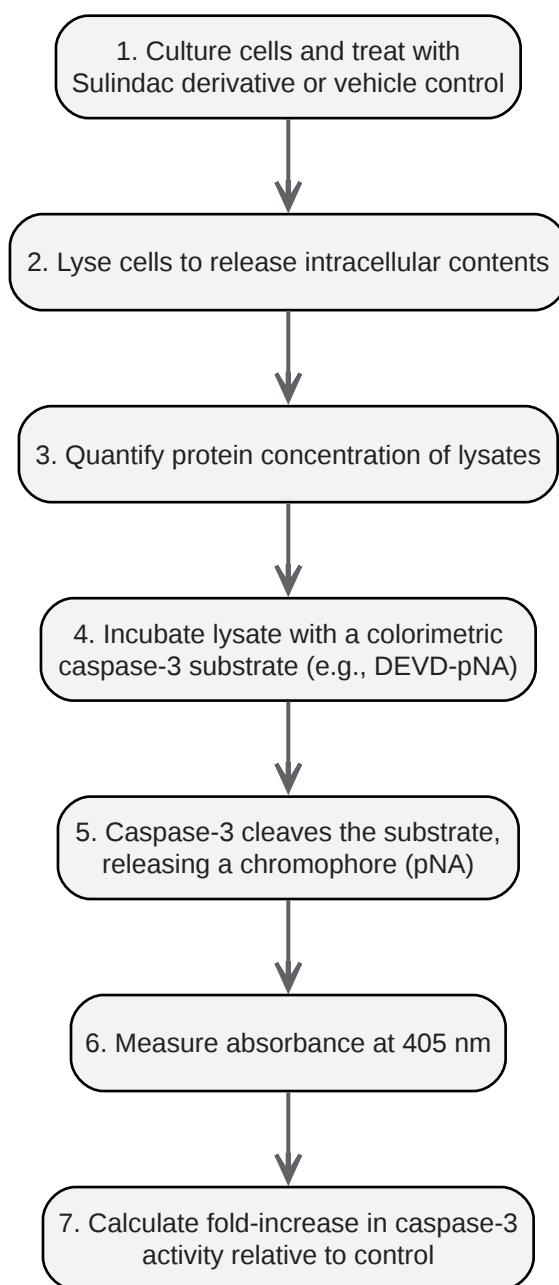 1. Culture cells and treat with
Sulindac derivative or vehicle control
2. Lyse cells to release intracellular contents
3. Quantify protein concentration of lysates
4. Incubate lysate with a colorimetric
caspase-3 substrate (e.g., DEVD-pNA)
5. Caspase-3 cleaves the substrate,
releasing a chromophore (pNA)
6. Measure absorbance at 405 nm
7. Calculate fold-increase in caspase-3
activity relative to control